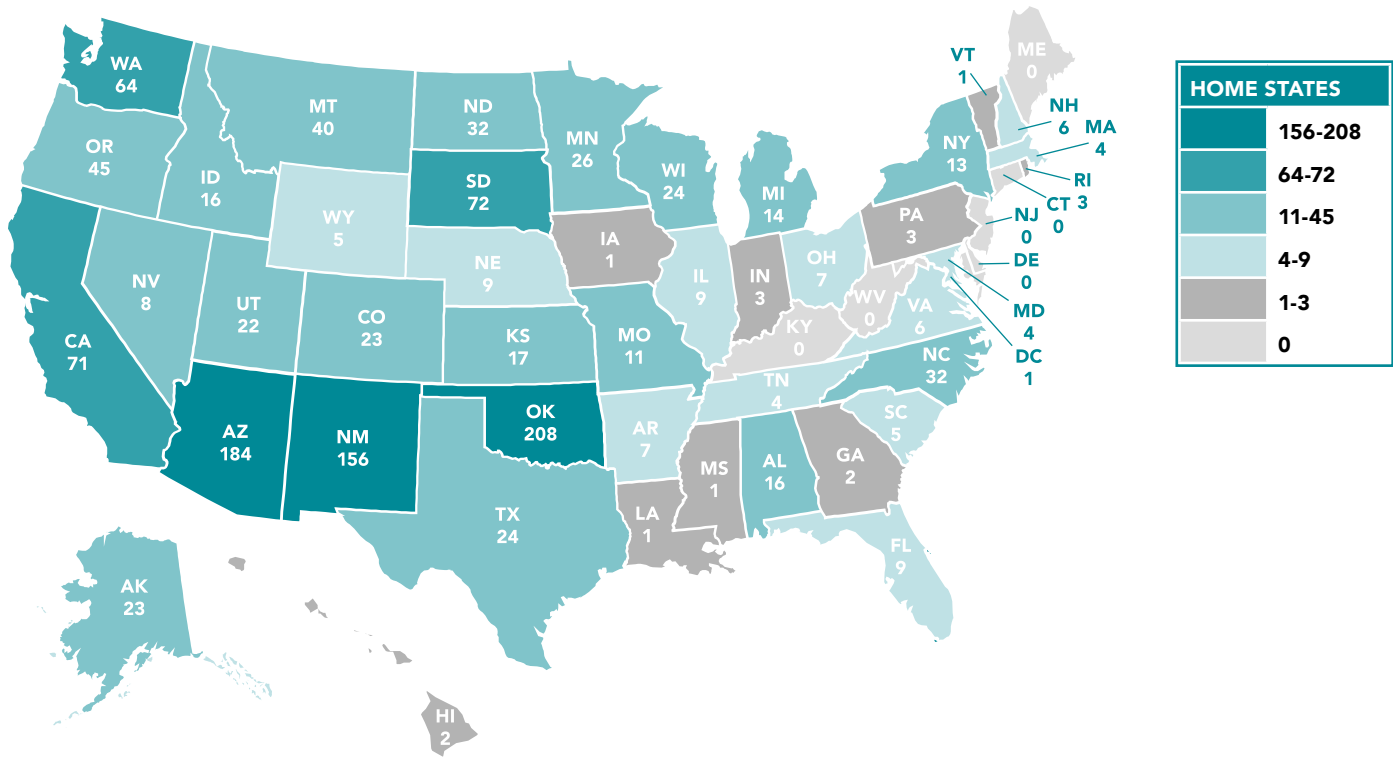 WA
64
OR
45
CA
71
ID
16
NV
8
MT
40
WY
5
UT
22
AZ
184
CO
23
NM
156
ND
32
SD
72
NE
9
KS
17
OK
208
TX
24
MN
26
IA
1
MO
11
AR
7
LA
1
WI
24
IL
9
MI
14
IN
3
OH
7
KY
0
TN
4
MS
1
AL
16
GA
2
FL
9
SC
5
NC
32
VA
6
WV
0
PA
3
NY
13
VT
1
ME
0
NH
6
MA
4
RI
3
CT
0
NJ
0
DE
0
MD
4
DC
1
AK
23
HI
2
HOME STATES
156-208
64-72
11-45
4-9
1-3
0